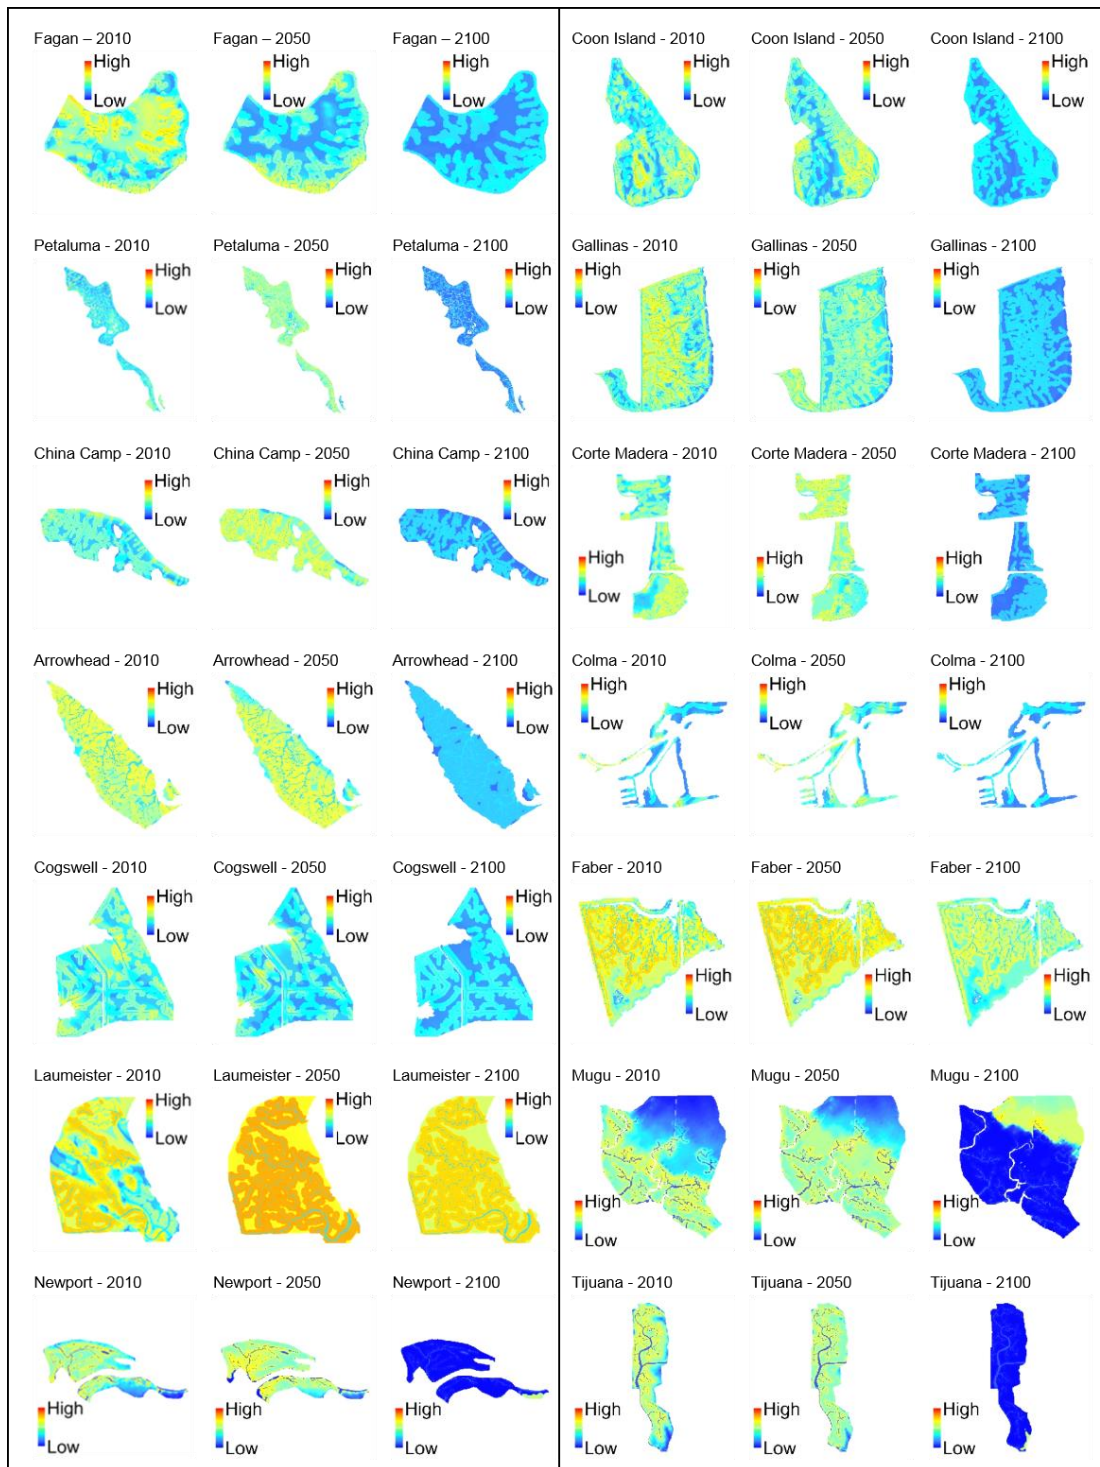 Fagan – 2010
High
Low
Fagan – 2050
High
Low
Fagan – 2100
High
Low
Coon Island - 2010
High
Low
Coon Island - 2050
High
Low
Coon Island - 2100
High
Low
Petaluma - 2010
High
Low
Petaluma - 2050
High
Low
Petaluma - 2100
High
Low
Gallinas - 2010
High
Low
Gallinas - 2050
High
Low
Gallinas - 2100
High
Low
China Camp - 2010
High
Low
China Camp - 2050
High
Low
China Camp - 2100
High
Low
Corte Madera - 2010
High
Low
Corte Madera - 2050
High
Low
Corte Madera - 2100
High
Low
Arrowhead - 2010
High
Low
Arrowhead - 2050
High
Low
Arrowhead - 2100
High
Low
Colma - 2010
High
Low
Colma - 2050
High
Low
Colma - 2100
High
Low
Cogswell - 2010
High
Low
Cogswell - 2050
High
Low
Cogswell - 2100
High
Low
Faber - 2010
High
Low
Faber - 2050
High
Low
Faber - 2100
High
Low
Laumeister - 2010
High
Low
Laumeister - 2050
High
Low
Laumeister - 2100
High
Low
Mugu - 2010
High
Low
Mugu - 2050
High
Low
Mugu - 2100
High
Low
Newport - 2010
High
Low
Newport - 2050
High
Low
Newport - 2100
High
Low
Tijuana - 2010
High
Low
Tijuana - 2050
High
Low
Tijuana - 2100
High
Low